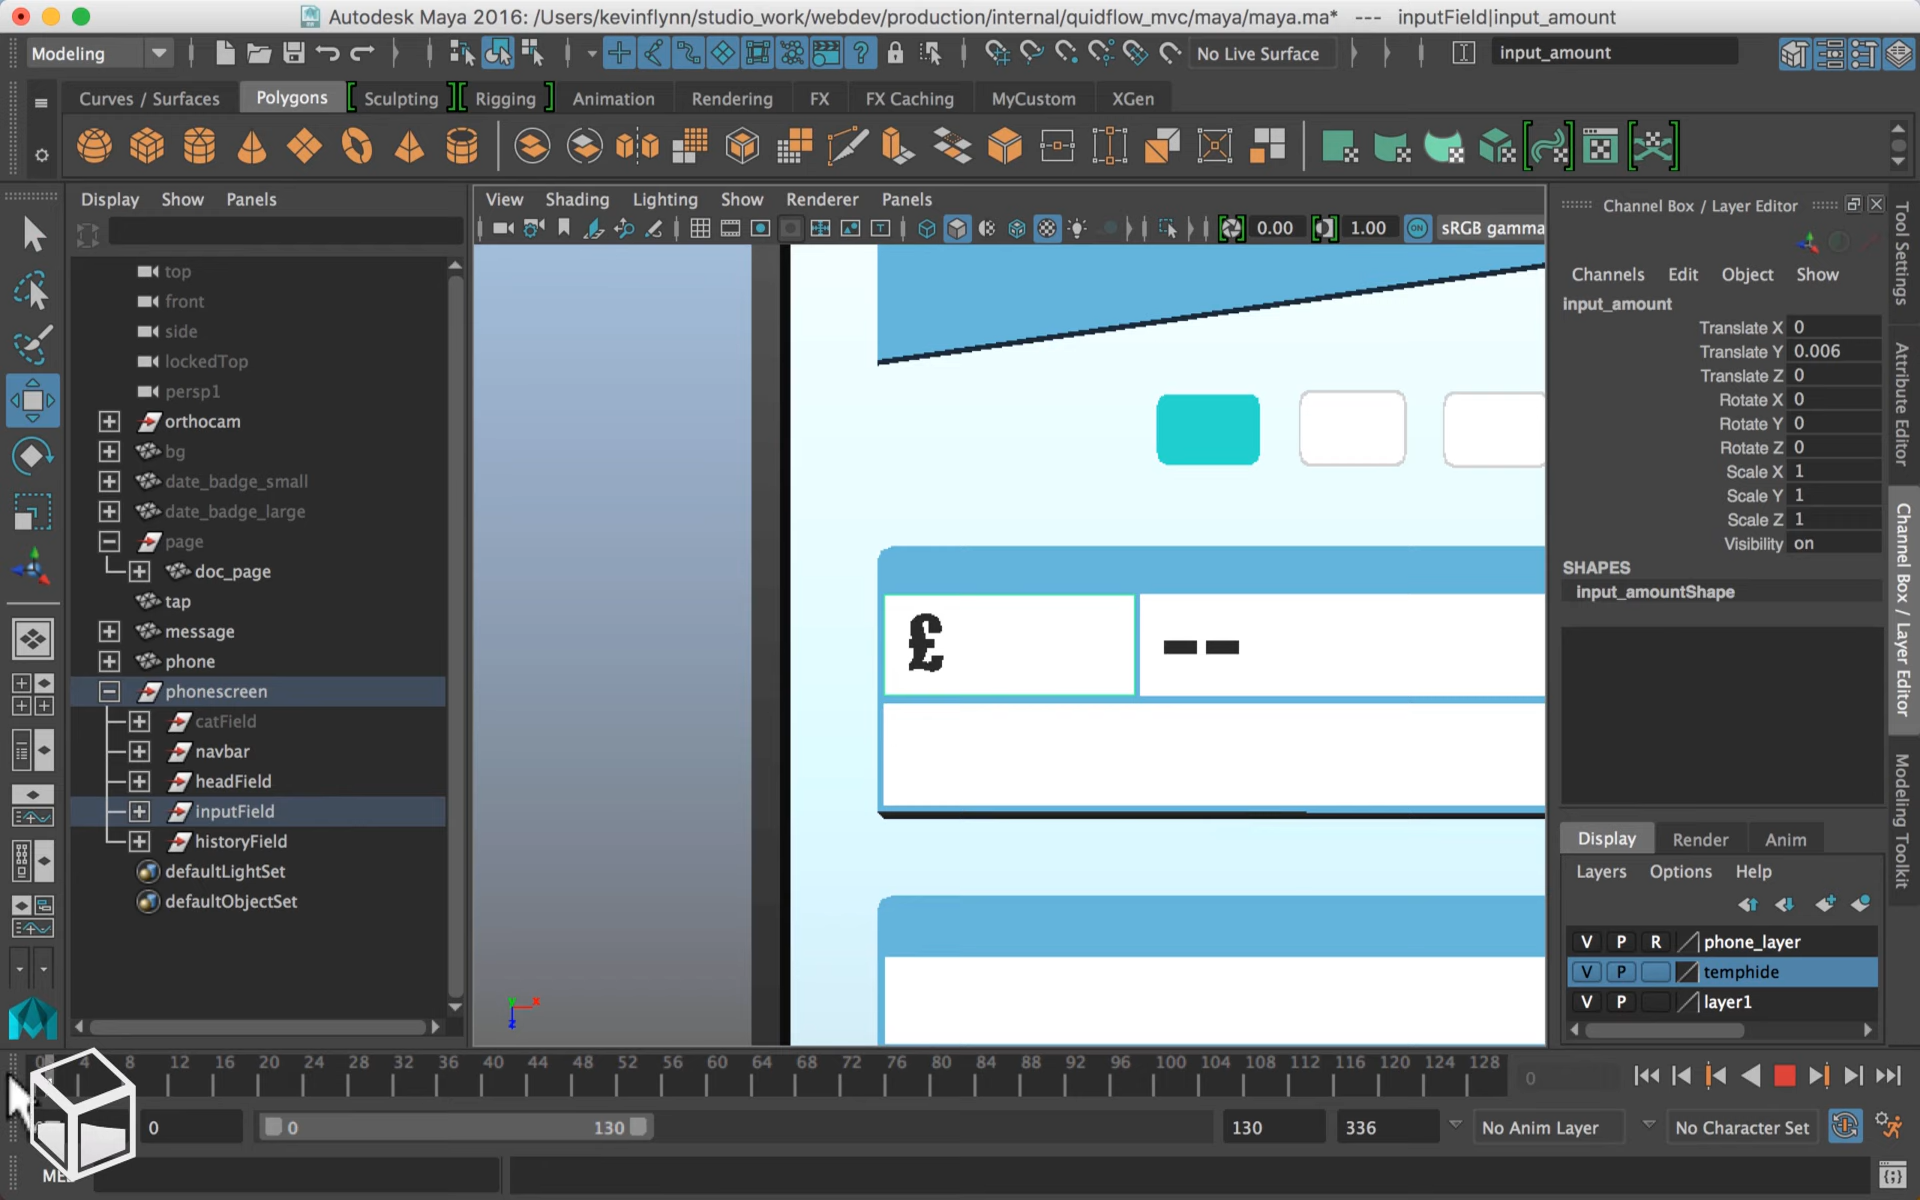 Autodesk Maya 2016: /Users/kevinflynn/studio_work/webdev/production/internal/quidflow_mvc/maya/maya.ma* --- inputField|input_amount
Modeling
No Live Surface
input_amount
Curves / Surfaces
Polygons
Sculpting
Rigging
Animation
Rendering
FX
FX Caching
MyCustom
XGen
Display Show Panels
View Shading Lighting Show Renderer Panels
0.00
1.00
ON
sRGB gamma
top
front
side
lockedTop
persp1
orthocam
bg
date_badge_small
date_badge_large
page
doc_page
tap
message
phone
phonescreen
catField
navbar
headField
inputField
historyField
defaultLightSet
defaultObjectSet
£ --
y x
z
Channel Box / Layer Editor
Channels Edit Object Show
input_amount
Translate X 0
Translate Y 0.006
Translate Z 0
Rotate X 0
Rotate Y 0
Rotate Z 0
Scale X 1
Scale Y 1
Scale Z 1
Visibility on
SHAPES
input_amountShape
Display Render Anim
Layers Options Help
V P R phone_layer
V P temphide
V P layer1
Tool Settings
Attribute Editor
Channel Box / Layer Editor
Modeling Toolkit
0 4 8 12 16 20 24 28 32 36 40 44 48 52 56 60 64 68 72 76 80 84 88 92 96 100 104 108 112 116 120 124 128
0
0
0 130
130
336
No Anim Layer
No Character Set